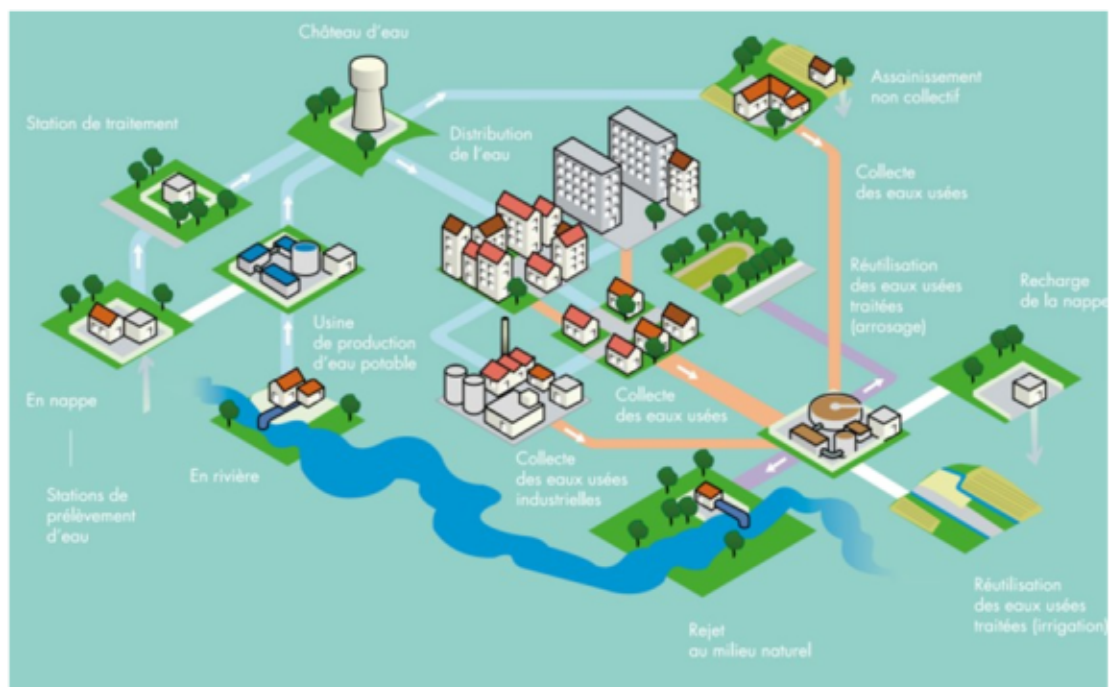 Château d'eau
Station de traitement
Distribution
de l'eau
Assainissement
non collectif
Collecte
des eaux usées
Réutilisation
des eaux usées
traitées
(arrosage)
Recharge
de la nappe
Usine
de production
d'eau potable
En nappe
Stations de
prélèvement
d'eau
En rivière
Collecte
des eaux usées
Collecte
des eaux usées
industrielles
Rejet
au milieu naturel
Réutilisation
des eaux usées
traitées (irrigation)